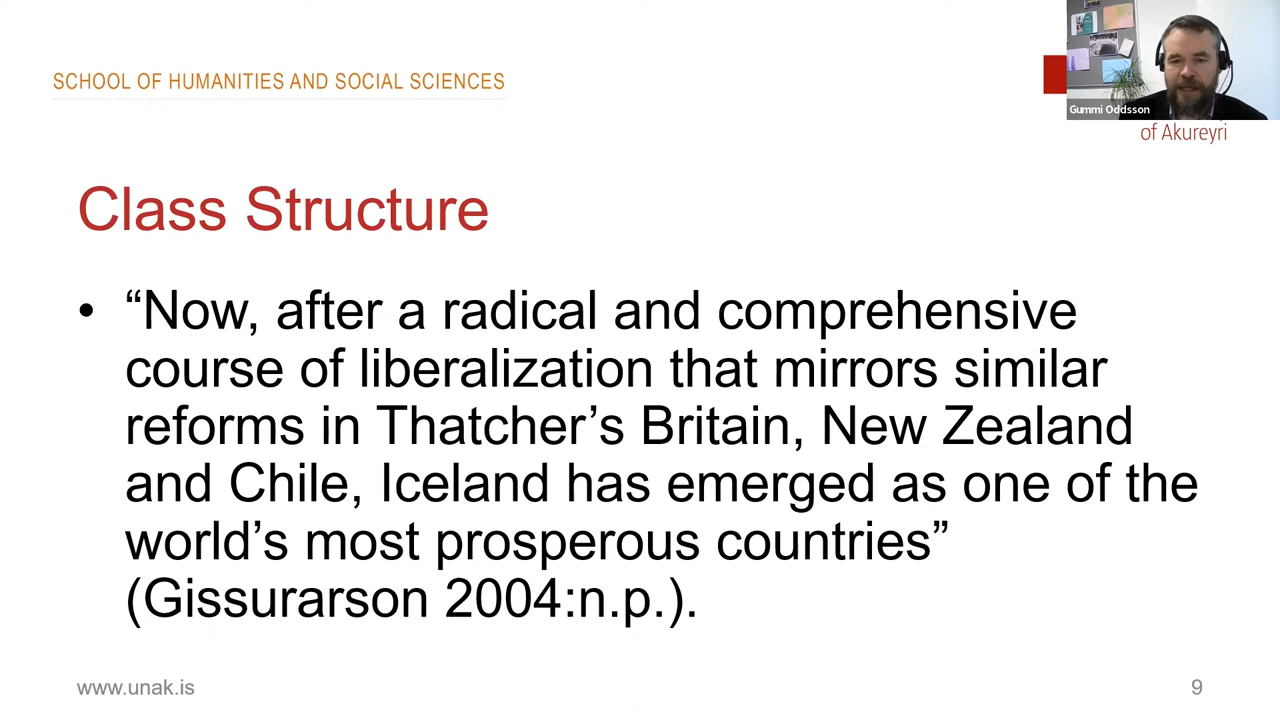 SCHOOL OF HUMANITIES AND SOCIAL SCIENCES
Gummi Oddsson
of Akureyri
Class Structure
• “Now, after a radical and comprehensive
course of liberalization that mirrors similar
reforms in Thatcher’s Britain, New Zealand
and Chile, Iceland has emerged as one of the
world’s most prosperous countries”
(Gissurarson 2004:n.p.).
www.unak.is
9